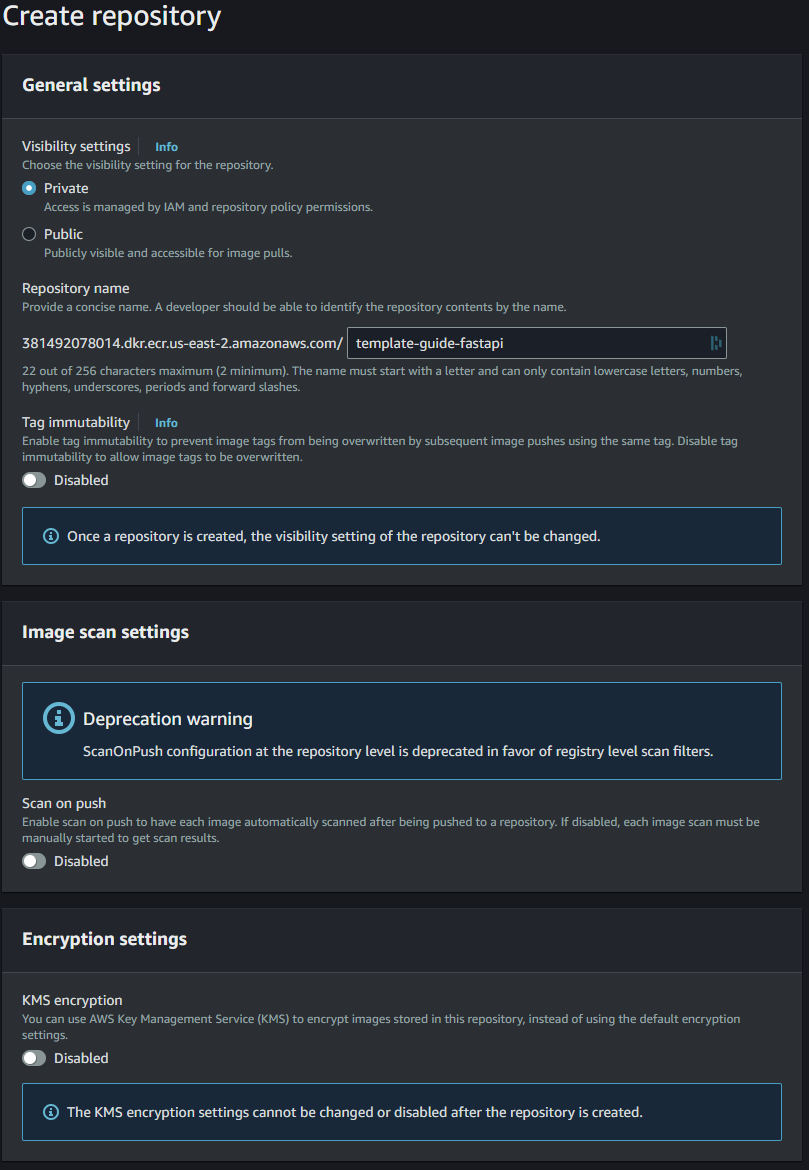 Create repository
General settings
Visibility settings Info
Choose the visibility setting for the repository.
Private
Access is managed by IAM and repository policy permissions.
Public
Publicly visible and accessible for image pulls.
Repository name
Provide a concise name. A developer should be able to identify the repository contents by the name.
381492078014.dkr.ecr.us-east-2.amazonaws.com/ template-guide-fastapi
22 out of 256 characters maximum (2 minimum). The name must start with a letter and can only contain lowercase letters, numbers,
hyphens, underscores, periods and forward slashes.
Tag immutability Info
Enable tag immutability to prevent image tags from being overwritten by subsequent image pushes using the same tag. Disable tag
immutability to allow image tags to be overwritten.
Disabled
Once a repository is created, the visibility setting of the repository can't be changed.
Image scan settings
Deprecation warning
ScanOnPush configuration at the repository level is deprecated in favor of registry level scan filters.
Scan on push
Enable scan on push to have each image automatically scanned after being pushed to a repository. If disabled, each image scan must be
manually started to get scan results.
Disabled
Encryption settings
KMS encryption
You can use AWS Key Management Service (KMS) to encrypt images stored in this repository, instead of using the default encryption
settings.
Disabled
The KMS encryption settings cannot be changed or disabled after the repository is created.